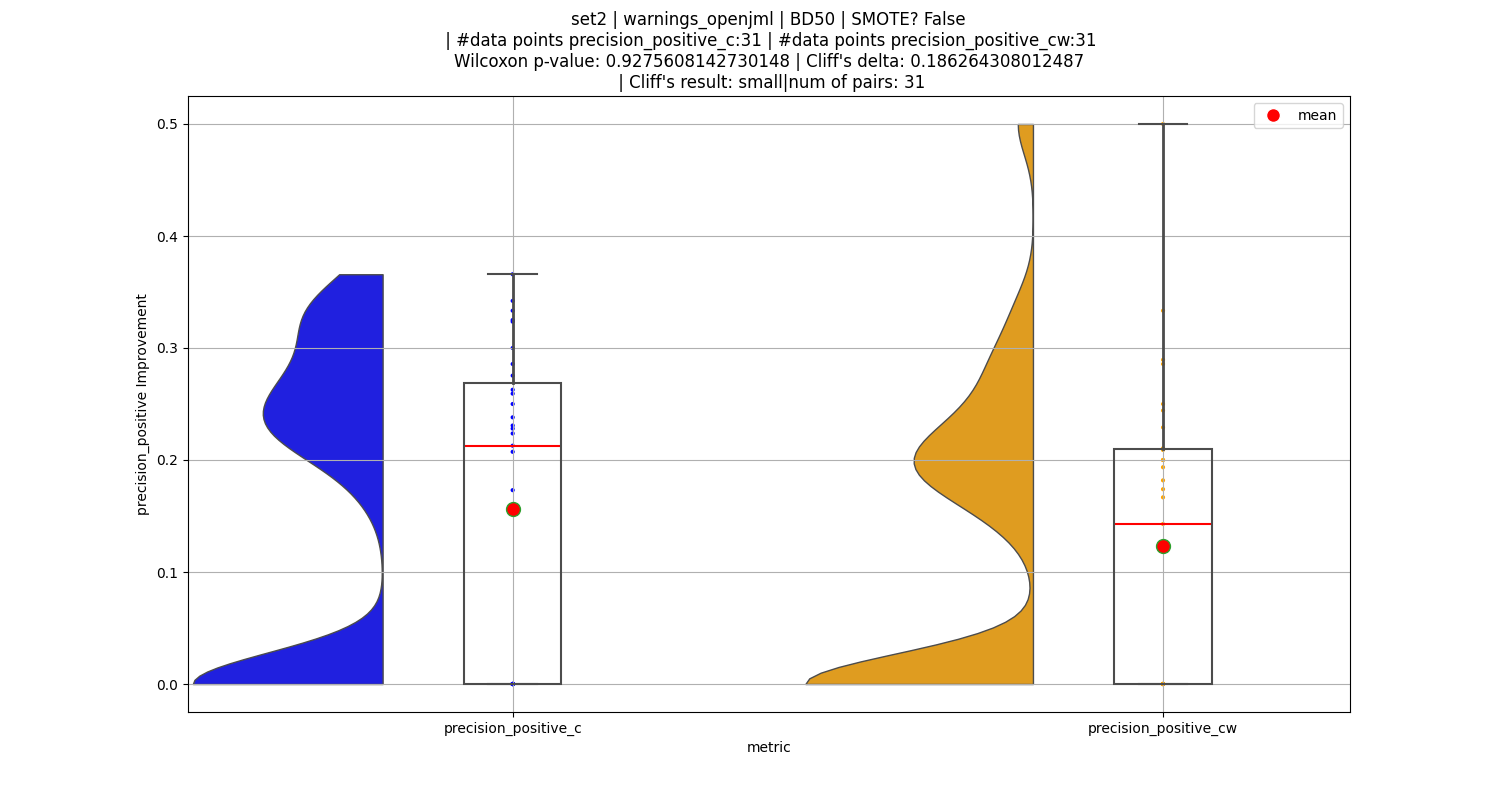 set2 | warnings_openjml | BD50 | SMOTE? False
| #data points precision_positive_c:31 | #data points precision_positive_cw:31
Wilcoxon p-value: 0.9275608142730148 | Cliff's delta: 0.186264308012487
| Cliff's result: small|num of pairs: 31
mean
0.5
0.4
0.3
0.2
0.1
0.0
precision_positive Improvement
precision_positive_c
precision_positive_cw
metric